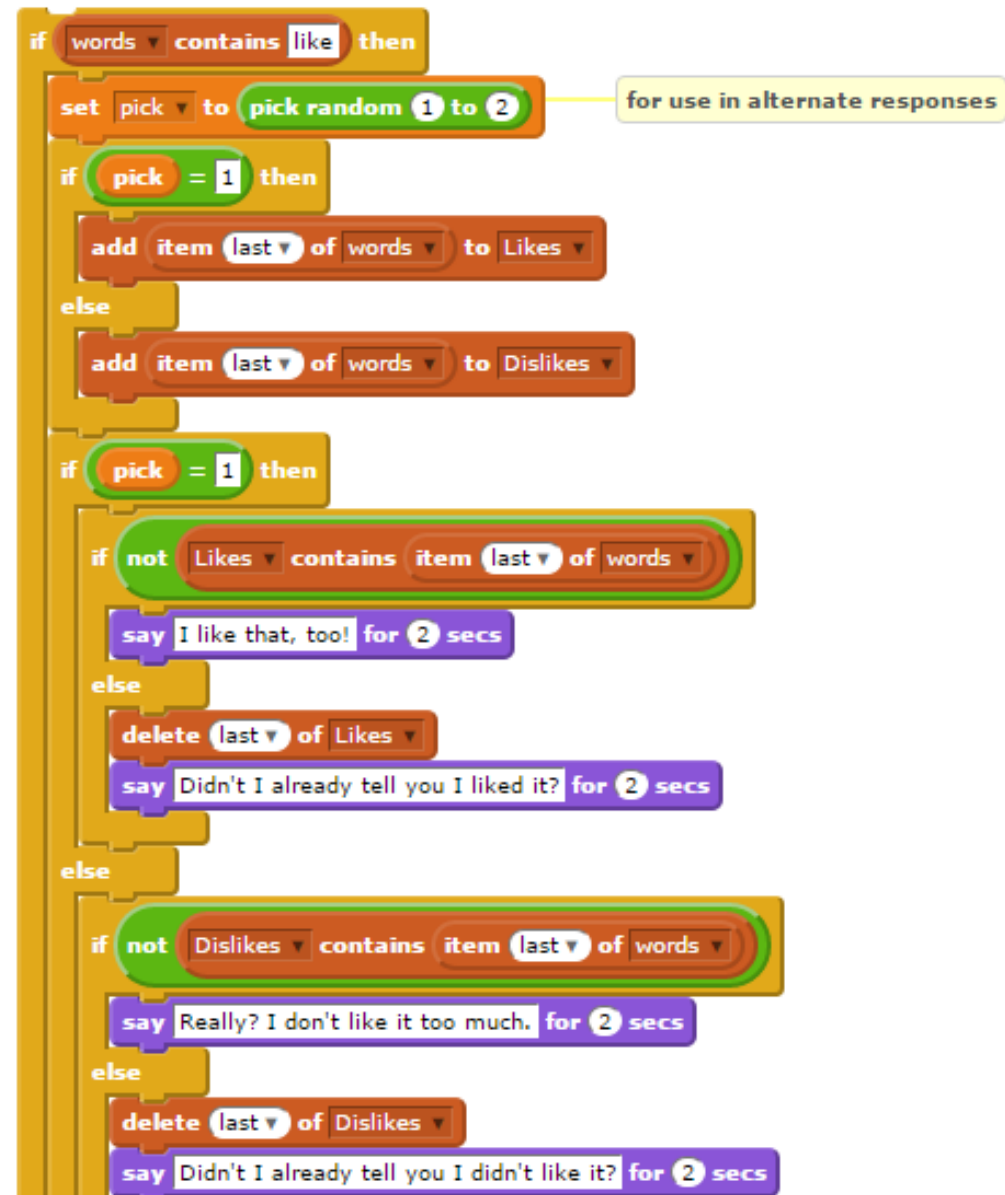 if words contains like then
set pick to pick random 1 to 2
for use in alternate responses
if pick = 1 then
add item last of words to Likes
else
add item last of words to Dislikes
if pick = 1 then
if not Likes contains item last of words
say I like that, too! for 2 secs
else
delete last of Likes
say Didn't I already tell you I liked it? for 2 secs
else
if not Dislikes contains item last of words
say Really? I don't like it too much. for 2 secs
else
delete last of Dislikes
say Didn't I already tell you I didn't like it? for 2 secs